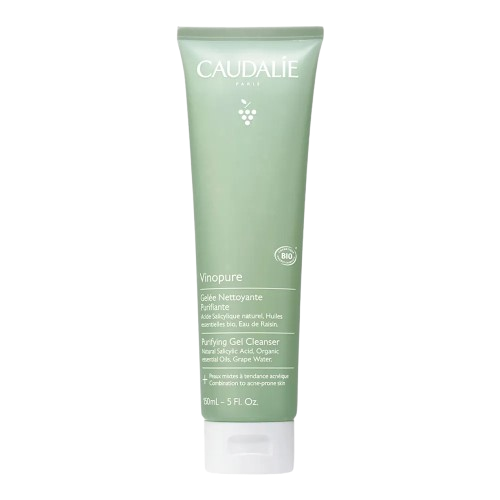 CAUDALIE
PARIS
BIO
Vinopure
Gelée Nettoyante
Purifiante
Acide Salicylique naturel, Huiles
essentielles bio, Eau de Raisin.
Purifying Gel Cleanser
Natural Salicylic Acid, Organic
essential Oils, Grape Water.
+ Peaux mixtes à tendance acnéique
Combination to acne-prone skin
150mL – 5 Fl. Oz.